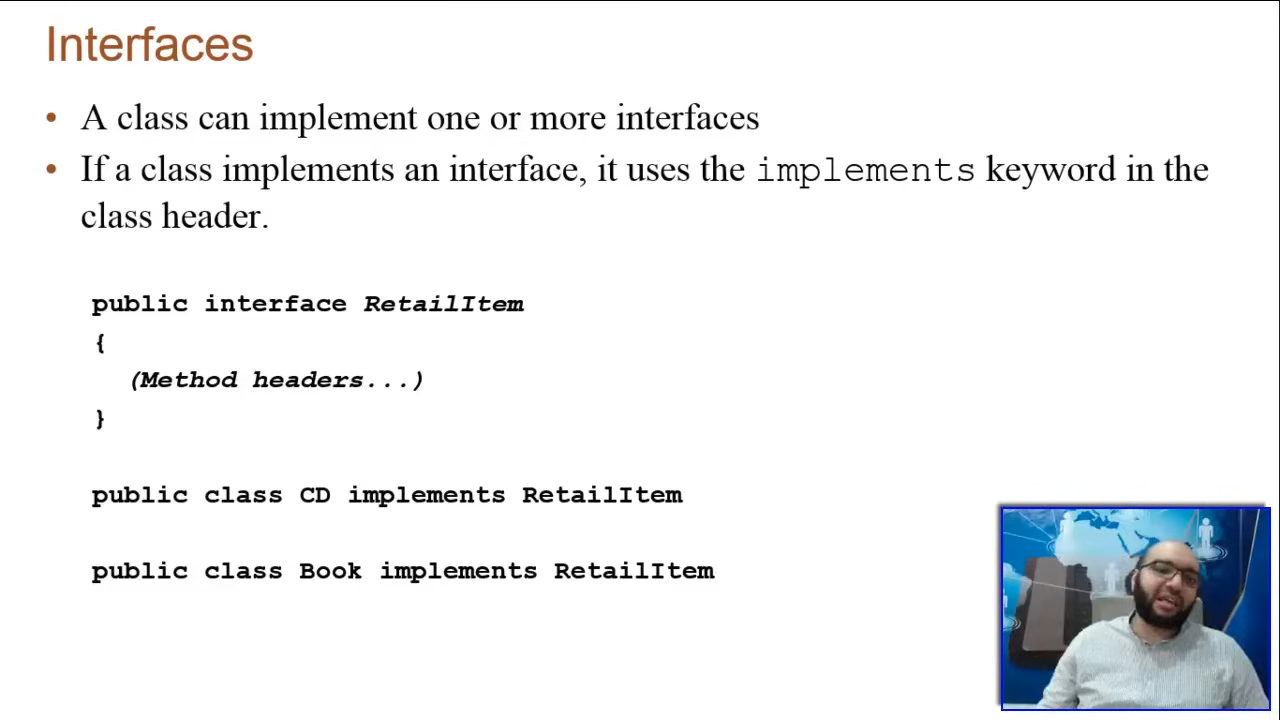 Interfaces
• A class can implement one or more interfaces
• If a class implements an interface, it uses the implements keyword in the
class header.
public interface RetailItem
{
(Method headers...)
}
public class CD implements RetailItem
public class Book implements RetailItem